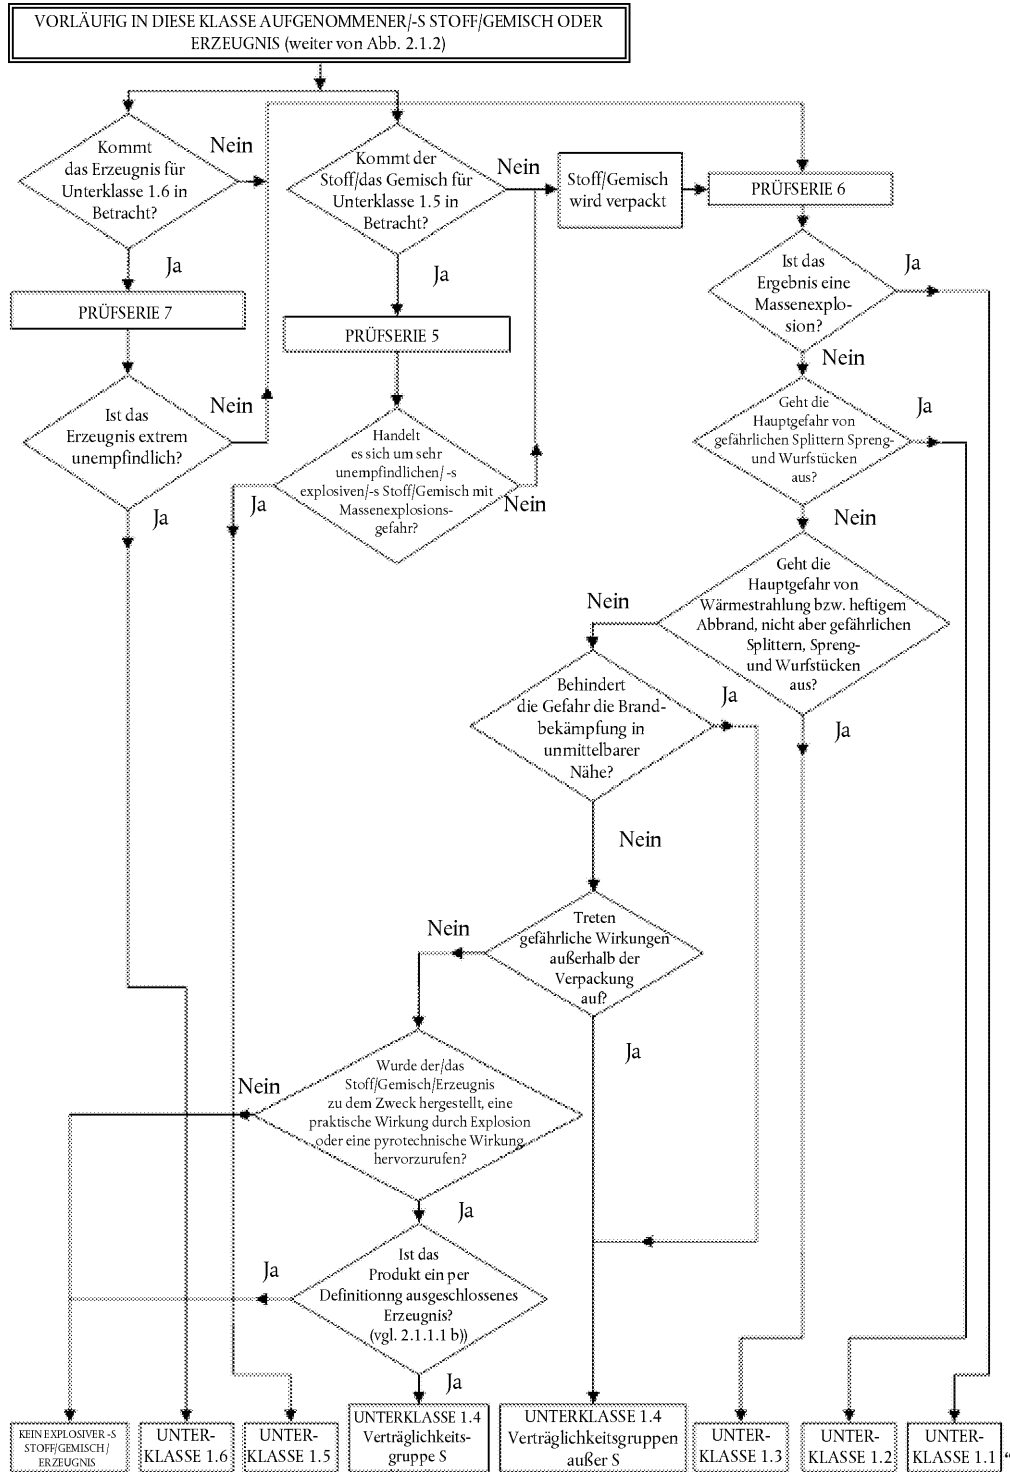 VORLÄUFIG IN DIESE KLASSE AUFGENOMMENER/-S STOFF/GEMISCH ODER
ERZEUGNIS (weiter von Abb. 2.1.2)
Kommt
das Erzeugnis für
Unterklasse 1.6 in
Betracht?
Nein
Kommt der
Stoff/das Gemisch für
Unterklasse 1.5 in
Betracht?
Nein
Stoff/Gemisch
wird verpackt
PRÜFSERIE 6
Ja
Ja
Ist das
Ergebnis eine
Massenexplo-
sion?
Ja
PRÜFSERIE 7
PRÜFSERIE 5
Nein
Ist das
Erzeugnis extrem
unempfindlich?
Nein
Handelt
es sich um sehr
unempfindlichen/ -s
explosiven/-s Stoff/Gemisch mit
Massenexplosions-
gefahr?
Geht die
Hauptgefahr von
gefährlichen Splittern Spreng-
und Wurfstücken
aus?
Ja
Ja
Ja
Nein
Nein
Geht die
Hauptgefahr von
Wärmestrahlung bzw. heftigem
Abbrand, nicht aber gefährlichen
Splittern, Spreng-
und Wurfstücken
aus?
Nein
Ja
Behindert
die Gefahr die Brand-
bekämpfung in
unmittelbarer
Nähe?
Ja
Nein
Treten
gefährliche Wirkungen
außerhalb der
Verpackung
auf?
Nein
Ja
Wurde der/das
Stoff/Gemisch/Erzeugnis
zu dem Zweck hergestellt, eine
praktische Wirkung durch Explosion
oder eine pyrotechnische Wirkung
hervorzurufen?
Nein
Ja
Ist das
Produkt ein per
Definitionng ausgeschlossenes
Erzeugnis?
(vgl. 2.1.1.1 b))
Ja
Ja
KEIN EXPLOSIVER -S
STOFF/GEMISCH /
ERZEUGNIS
UNTER-
KLASSE 1.6
UNTER-
KLASSE 1.5
UNTERKLASSE 1.4
Verträglichkeits-
gruppe S
UNTERKLASSE 1.4
Verträglichkeitsgruppen
außer S
UNTER-
KLASSE 1.3
UNTER-
KLASSE 1.2
UNTER-
KLASSE 1.1 “